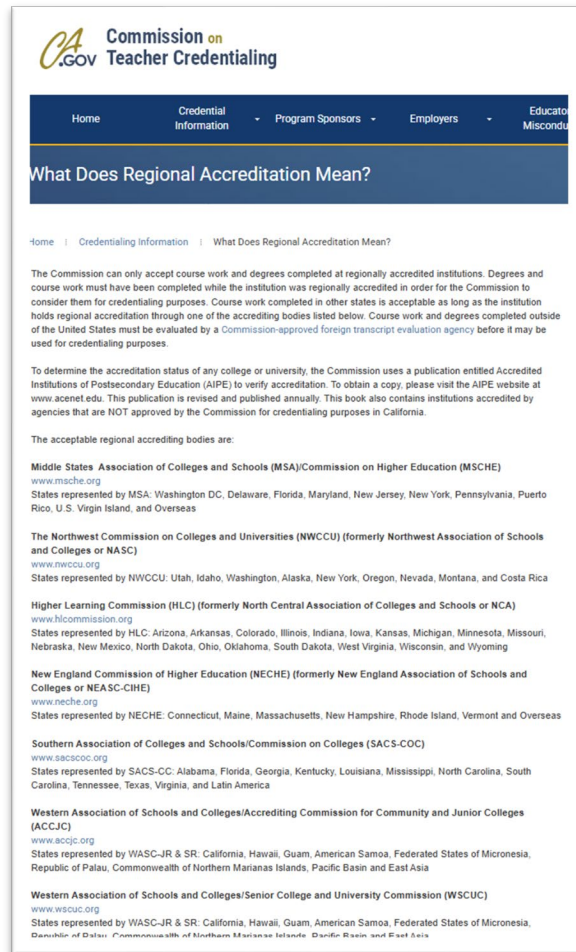 CA
.GOV
Commission on
Teacher Credentialing
Home
Credential
Information
Program Sponsors
Employers
Educator
Miscondu
What Does Regional Accreditation Mean?
Home | Credentialing Information | What Does Regional Accreditation Mean?
The Commission can only accept course work and degrees completed at regionally accredited institutions. Degrees and
course work must have been completed while the institution was regionally accredited in order for the Commission to
consider them for credentialing purposes. Course work completed in other states is acceptable as long as the institution
holds regional accreditation through one of the accrediting bodies listed below. Course work and degrees completed outside
of the United States must be evaluated by a Commission-approved foreign transcript evaluation agency before it may be
used for credentialing purposes.
To determine the accreditation status of any college or university, the Commission uses a publication entitled Accredited
Institutions of Postsecondary Education (AIPE) to verify accreditation. To obtain a copy, please visit the AIPE website at
www.acenet.edu. This publication is revised and published annually. This book also contains institutions accredited by
agencies that are NOT approved by the Commission for credentialing purposes in California.
The acceptable regional accrediting bodies are:
Middle States Association of Colleges and Schools (MSA)/Commission on Higher Education (MSCHE)
www.msche.org
States represented by MSA: Washington DC, Delaware, Florida, Maryland, New Jersey, New York, Pennsylvania, Puerto
Rico, U.S. Virgin Island, and Overseas
The Northwest Commission on Colleges and Universities (NWCCU) (formerly Northwest Association of Schools
and Colleges or NASC)
www.nwccu.org
States represented by NWCCU: Utah, Idaho, Washington, Alaska, New York, Oregon, Nevada, Montana, and Costa Rica
Higher Learning Commission (HLC) (formerly North Central Association of Colleges and Schools or NCA)
www.hlcommission.org
States represented by HLC: Arizona, Arkansas, Colorado, Illinois, Indiana, Iowa, Kansas, Michigan, Minnesota, Missouri,
Nebraska, New Mexico, North Dakota, Ohio, Oklahoma, South Dakota, West Virginia, Wisconsin, and Wyoming
New England Commission of Higher Education (NECHE) (formerly New England Association of Schools and
Colleges or NEASC-CIHE)
www.neche.org
States represented by NECHE: Connecticut, Maine, Massachusetts, New Hampshire, Rhode Island, Vermont and Overseas
Southern Association of Colleges and Schools/Commission on Colleges (SACS-COC)
www.sacscoc.org
States represented by SACS-CC: Alabama, Florida, Georgia, Kentucky, Louisiana, Mississippi, North Carolina, South
Carolina, Tennessee, Texas, Virginia, and Latin America
Western Association of Schools and Colleges/Accrediting Commission for Community and Junior Colleges
(ACCJC)
www.accjc.org
States represented by WASC-JR & SR: California, Hawaii, Guam, American Samoa, Federated States of Micronesia,
Republic of Palau, Commonwealth of Northern Marianas Islands, Pacific Basin and East Asia
Western Association of Schools and Colleges/Senior College and University Commission (WSCUC)
www.wscuc.org
States represented by WASC-JR & SR: California, Hawaii, Guam, American Samoa, Federated States of Micronesia,
Republic of Palau, Commonwealth of Northern Marianas Islands, Pacific Basin and East Asia